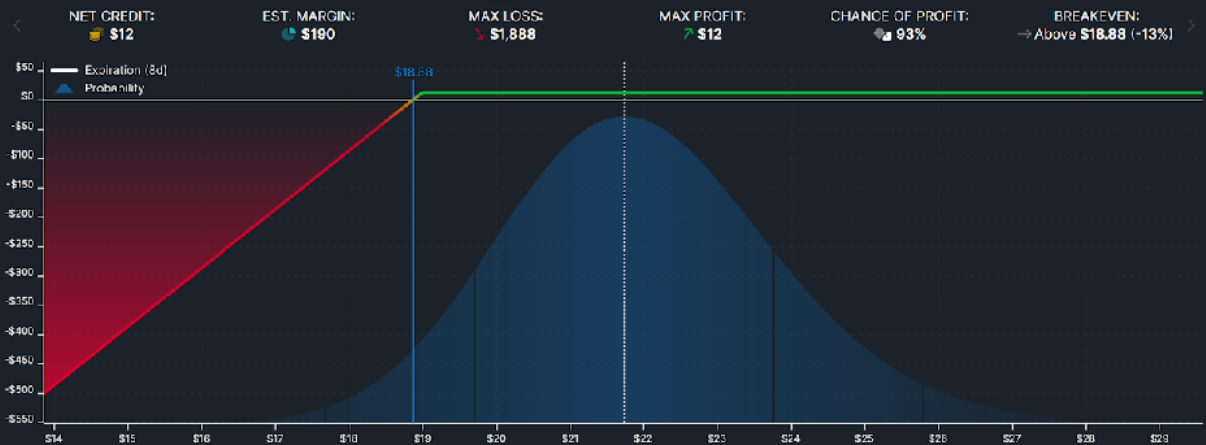 NET CREDIT: EST. MARGIN: MAX LOSS: MAX PROFIT: CHANCE OF PROFIT: BREAKEVEN:
$12 $190 $1,888 $12 93% Above $18.88 (-13%)
$50 Expiration (8d) $18.88
Probability
$0
-$50
-$100
-$150
-$200
-$250
-$300
-$350
-$400
-$450
-$500
-$550
$14 $15 $16 $17 $18 $19 $20 $21 $22 $23 $24 $25 $26 $27 $28 $29